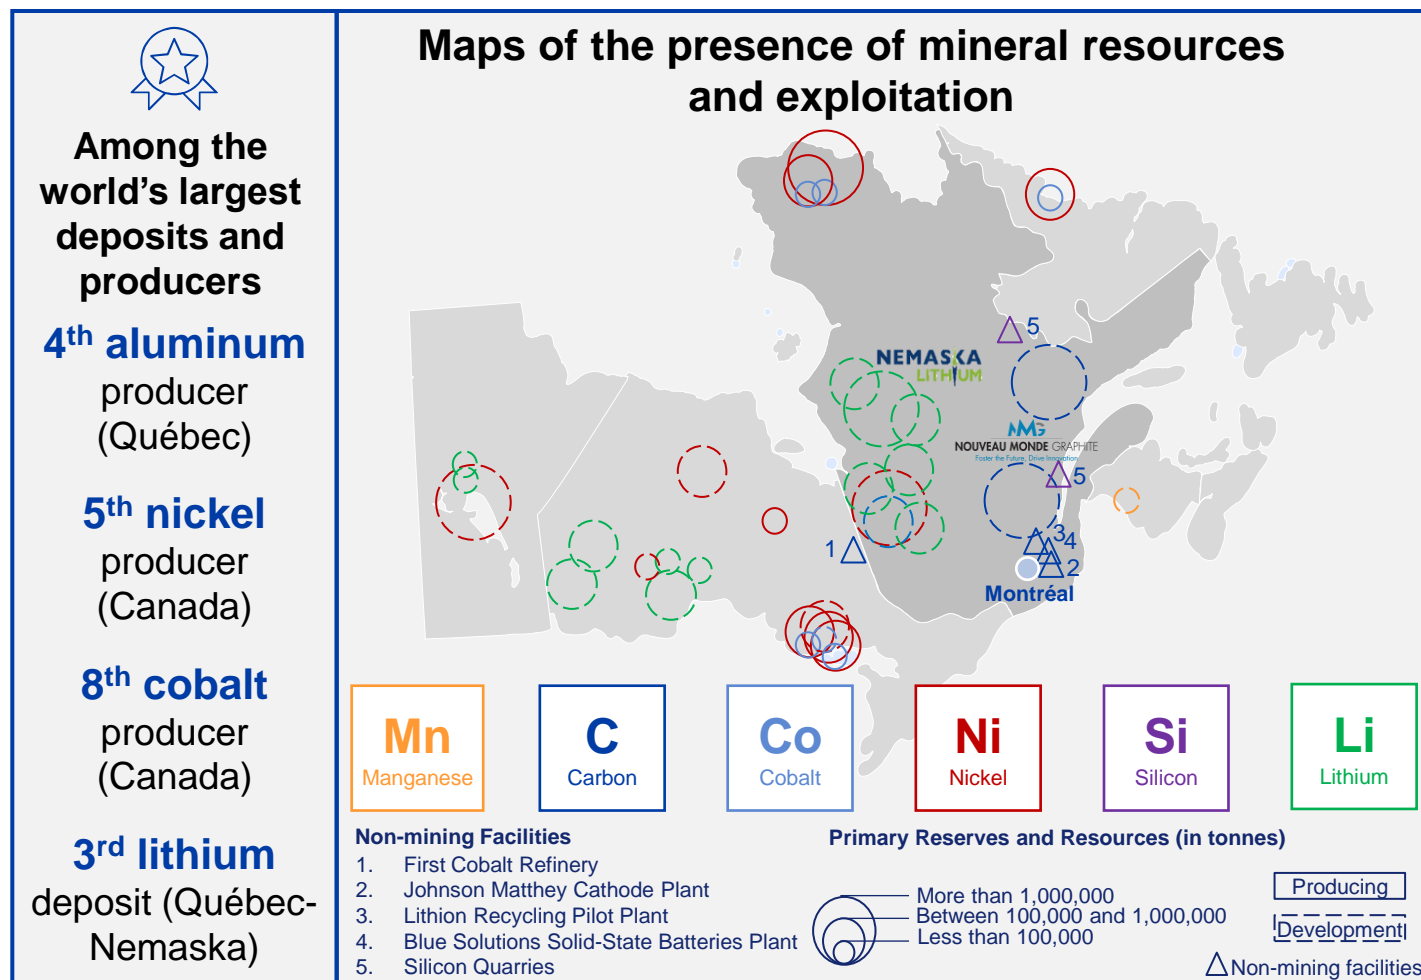 Among the
world's largest
deposits and
producers
4th aluminum
producer
(Québec)
5th nickel
producer
(Canada)
8th cobalt
producer
(Canada)
3rd lithium
deposit (Québec-
Nemaska)
Maps of the presence of mineral resources
and exploitation
5
NEMASKA
LITHIUM
NMG
NOUVEAU MONDE GRAPHITE
Foster the Future, Drive Innovation
5
1
3
4
2
Montréal
Mn
Manganese
C
Carbon
Co
Cobalt
Ni
Nickel
Si
Silicon
Li
Lithium
Non-mining Facilities
1. First Cobalt Refinery
2. Johnson Matthey Cathode Plant
3. Lithion Recycling Pilot Plant
4. Blue Solutions Solid-State Batteries Plant
5. Silicon Quarries
Primary Reserves and Resources (in tonnes)
More than 1,000,000
Between 100,000 and 1,000,000
Less than 100,000
Producing
Development
Non-mining facilities